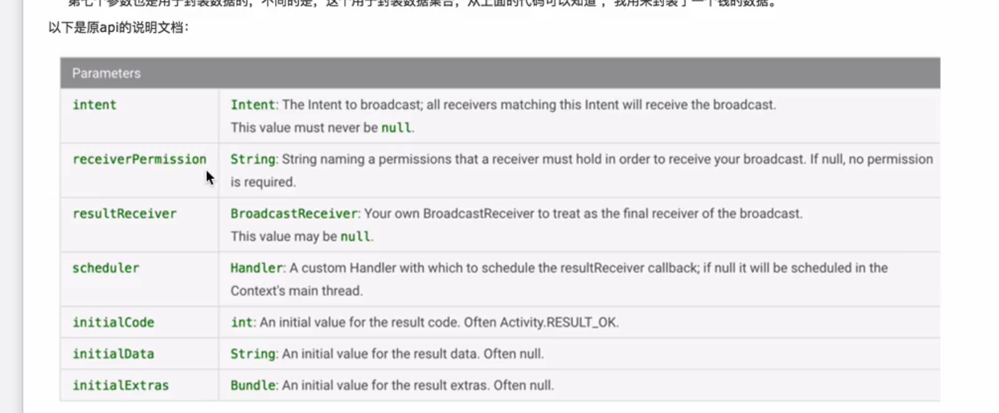 第七个参数也是用于封装数据的，不同的是，这个用于封装数据集合，从上面的代码可以知道，我用来封装了一个钱的数据。
以下是原api的说明文档：
Parameters
intent
Intent: The Intent to broadcast; all receivers matching this Intent will receive the broadcast.
This value must never be null.
receiverPermission
String: String naming a permissions that a receiver must hold in order to receive your broadcast. If null, no permission
is required.
resultReceiver
BroadcastReceiver: Your own BroadcastReceiver to treat as the final receiver of the broadcast.
This value may be null.
scheduler
Handler: A custom Handler with which to schedule the resultReceiver callback; if null it will be scheduled in the
Context's main thread.
initialCode
int: An initial value for the result code. Often Activity.RESULT_OK.
initialData
String: An initial value for the result data. Often null.
initialExtras
Bundle: An initial value for the result extras. Often null.